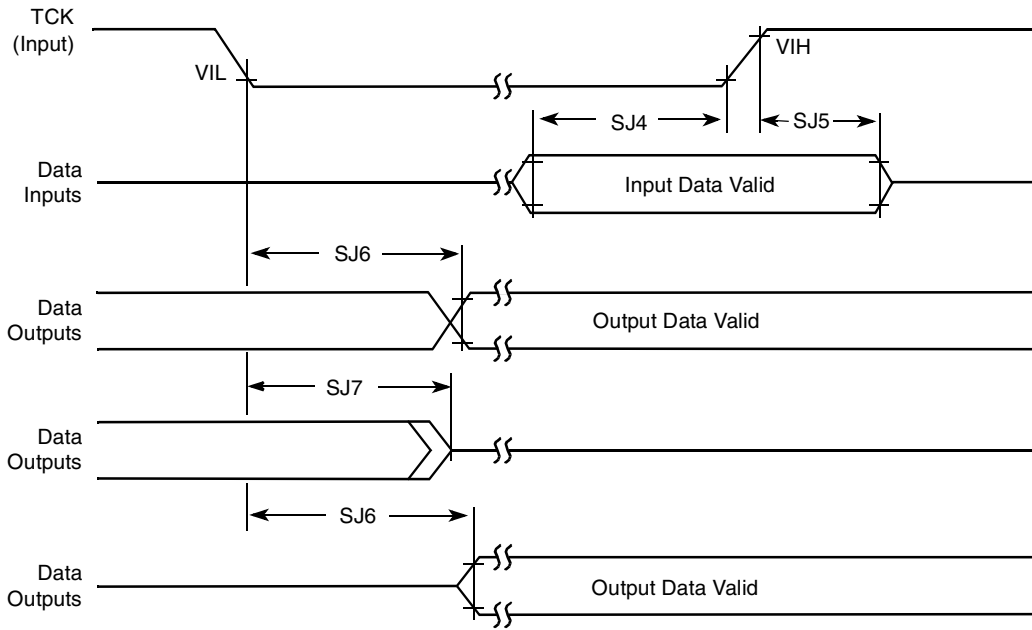 TCK
(Input)
VIL
VIH
SJ4
SJ5
Data
Inputs
Input Data Valid
SJ6
Data
Outputs
Output Data Valid
SJ7
Data
Outputs
SJ6
Data
Outputs
Output Data Valid